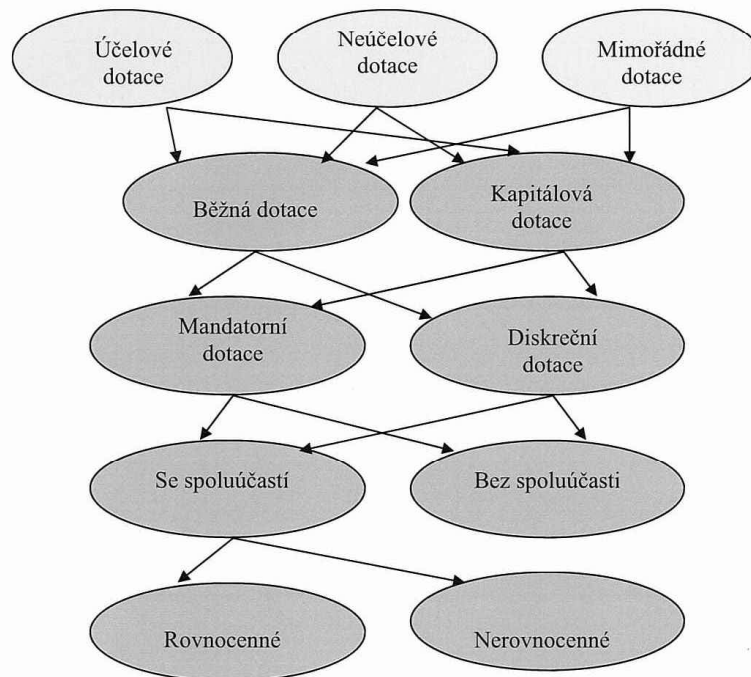 Účelové
dotace
Neúčelové
dotace
Mimořádné
dotace
Běžná dotace
Kapitálová
dotace
Mandatorní
dotace
Diskreční
dotace
Se spoluúčastí
Bez spoluúčasti
Rovnocenné
Nerovnocenné